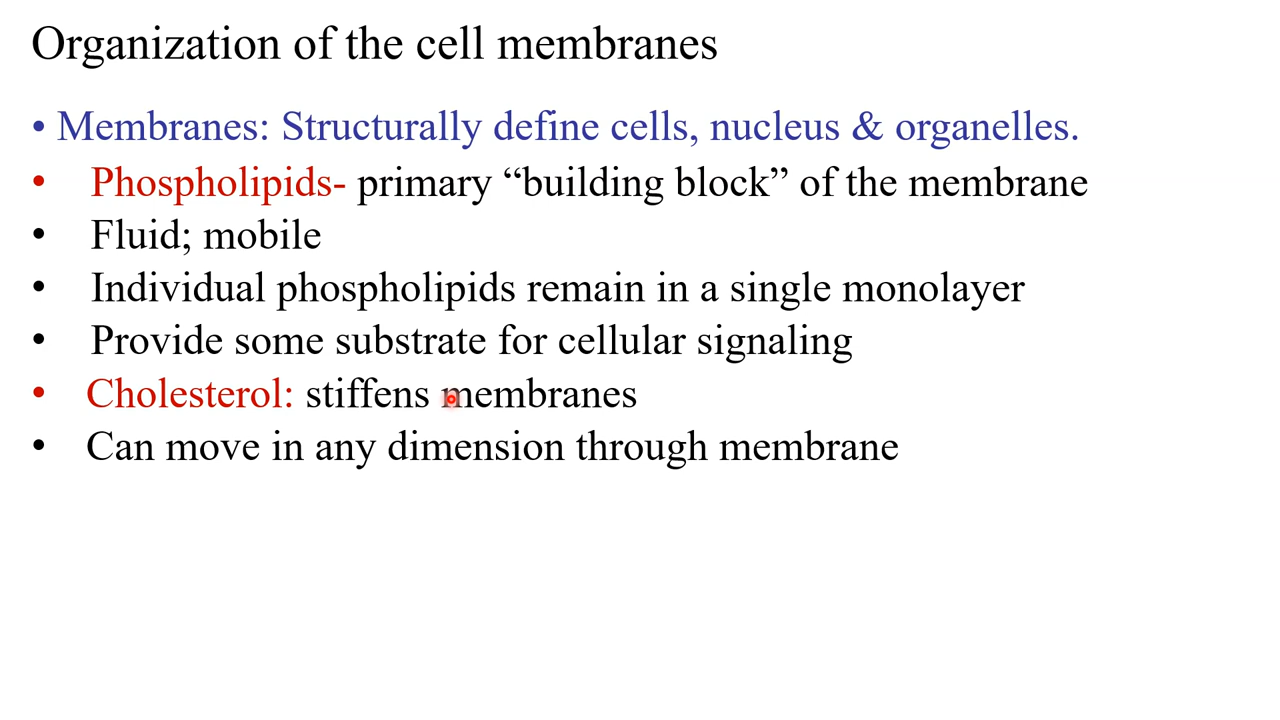 Organization of the cell membranes
• Membranes: Structurally define cells, nucleus & organelles.
• Phospholipids- primary “building block” of the membrane
• Fluid; mobile
• Individual phospholipids remain in a single monolayer
• Provide some substrate for cellular signaling
• Cholesterol: stiffens membranes
• Can move in any dimension through membrane